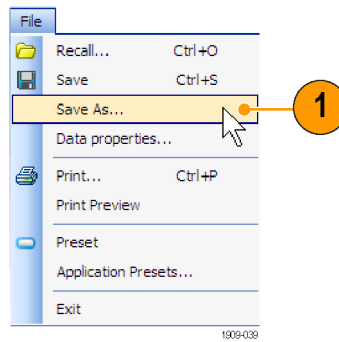 File
Recall... Ctrl+O
Save Ctrl+S
Save As...
1
Data properties...
Print... Ctrl+P
Print Preview
Preset
Application Presets...
Exit
1909-039